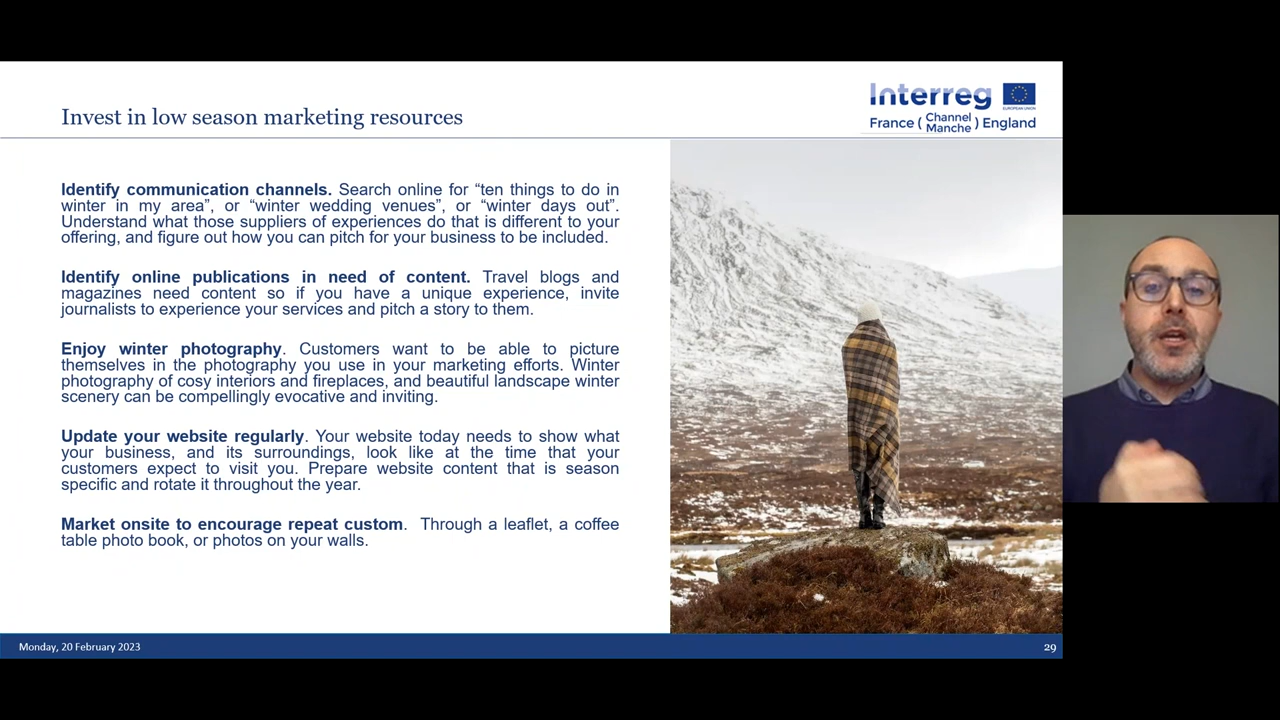 Invest in low season marketing resources
Interreg
EUROPEAN UNION
France ( Channel Manche ) England
Identify communication channels. Search online for “ten things to do in
winter in my area”, or “winter wedding venues”, or “winter days out”.
Understand what those suppliers of experiences do that is different to your
offering, and figure out how you can pitch for your business to be included.
Identify online publications in need of content. Travel blogs and
magazines need content so if you have a unique experience, invite
journalists to experience your services and pitch a story to them.
Enjoy winter photography. Customers want to be able to picture
themselves in the photography you use in your marketing efforts. Winter
photography of cosy interiors and fireplaces, and beautiful landscape winter
scenery can be compellingly evocative and inviting.
Update your website regularly. Your website today needs to show what
your business, and its surroundings, look like at the time that your
customers expect to visit you. Prepare website content that is season
specific and rotate it throughout the year.
Market onsite to encourage repeat custom. Through a leaflet, a coffee
table photo book, or photos on your walls.
Monday, 20 February 2023
29